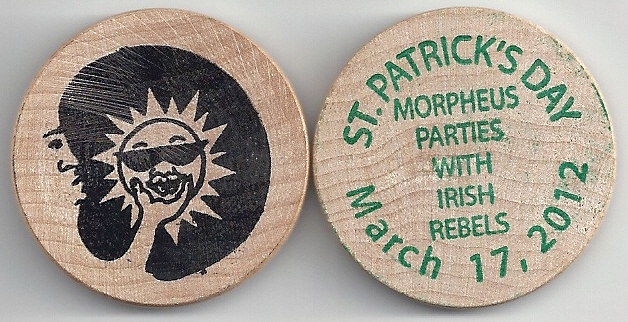 ST. PATRICK'S DAY
MORPHEUS
PARTIES
WITH
IRISH
REBELS
March 17, 2012